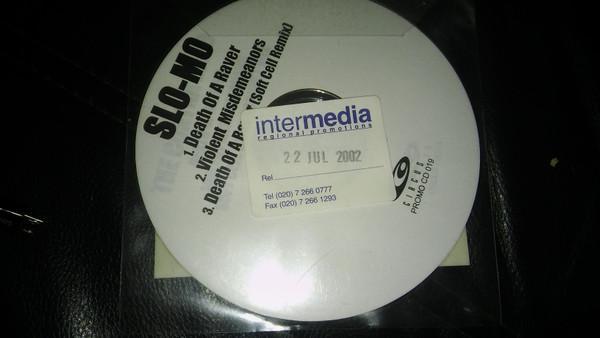 SLO-MO
1. Death Of A Raver
2. Violent Misdemeanors
3. Death Of A [Soft Cell Remix]
intermedia
regional promotions
22 JUL 2002
Rel
Tel (020) 7 266 0777
Fax (020) 7 266 1293
CIRCUS
PROMO CD 019